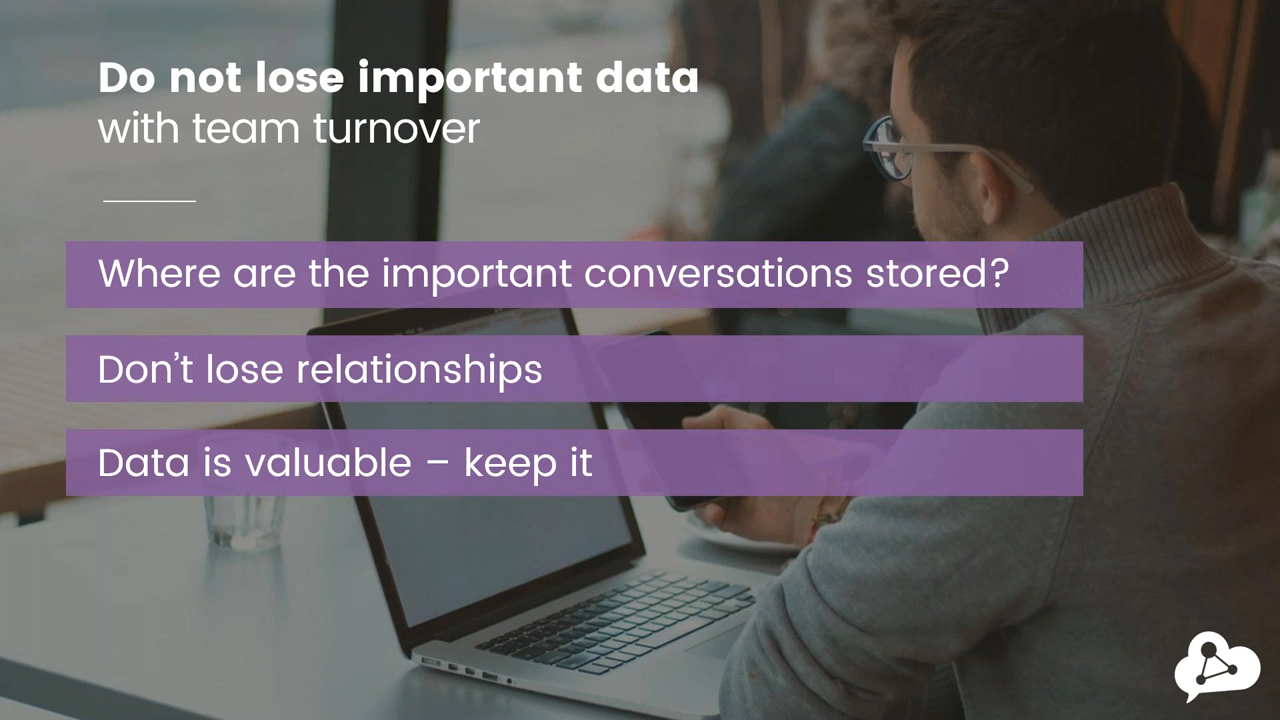 Do not lose important data
with team turnover
Where are the important conversations stored?
Don’t lose relationships
Data is valuable – keep it